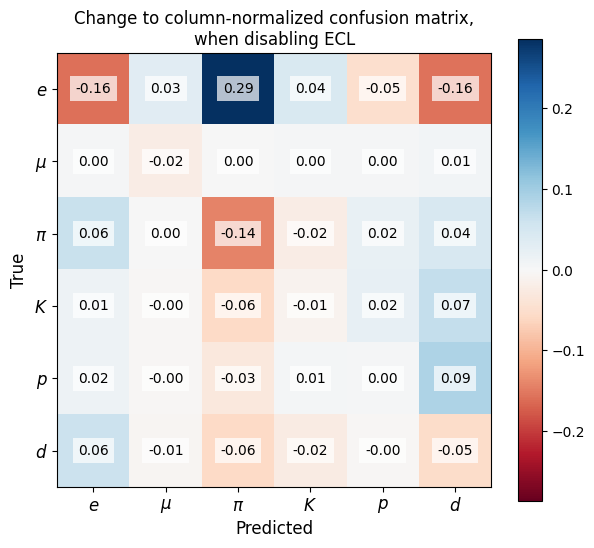 Change to column-normalized confusion matrix,
when disabling ECL
e -0.16 0.03 0.29 0.04 -0.05 -0.16
μ 0.00 -0.02 0.00 0.00 0.00 0.01
π 0.06 0.00 -0.14 -0.02 0.02 0.04
K 0.01 -0.00 -0.06 -0.01 0.02 0.07
p 0.02 -0.00 -0.03 0.01 0.00 0.09
d 0.06 -0.01 -0.06 -0.02 -0.00 -0.05
e μ π K p d
Predicted
True
0.2
0.1
0.0
−0.1
−0.2